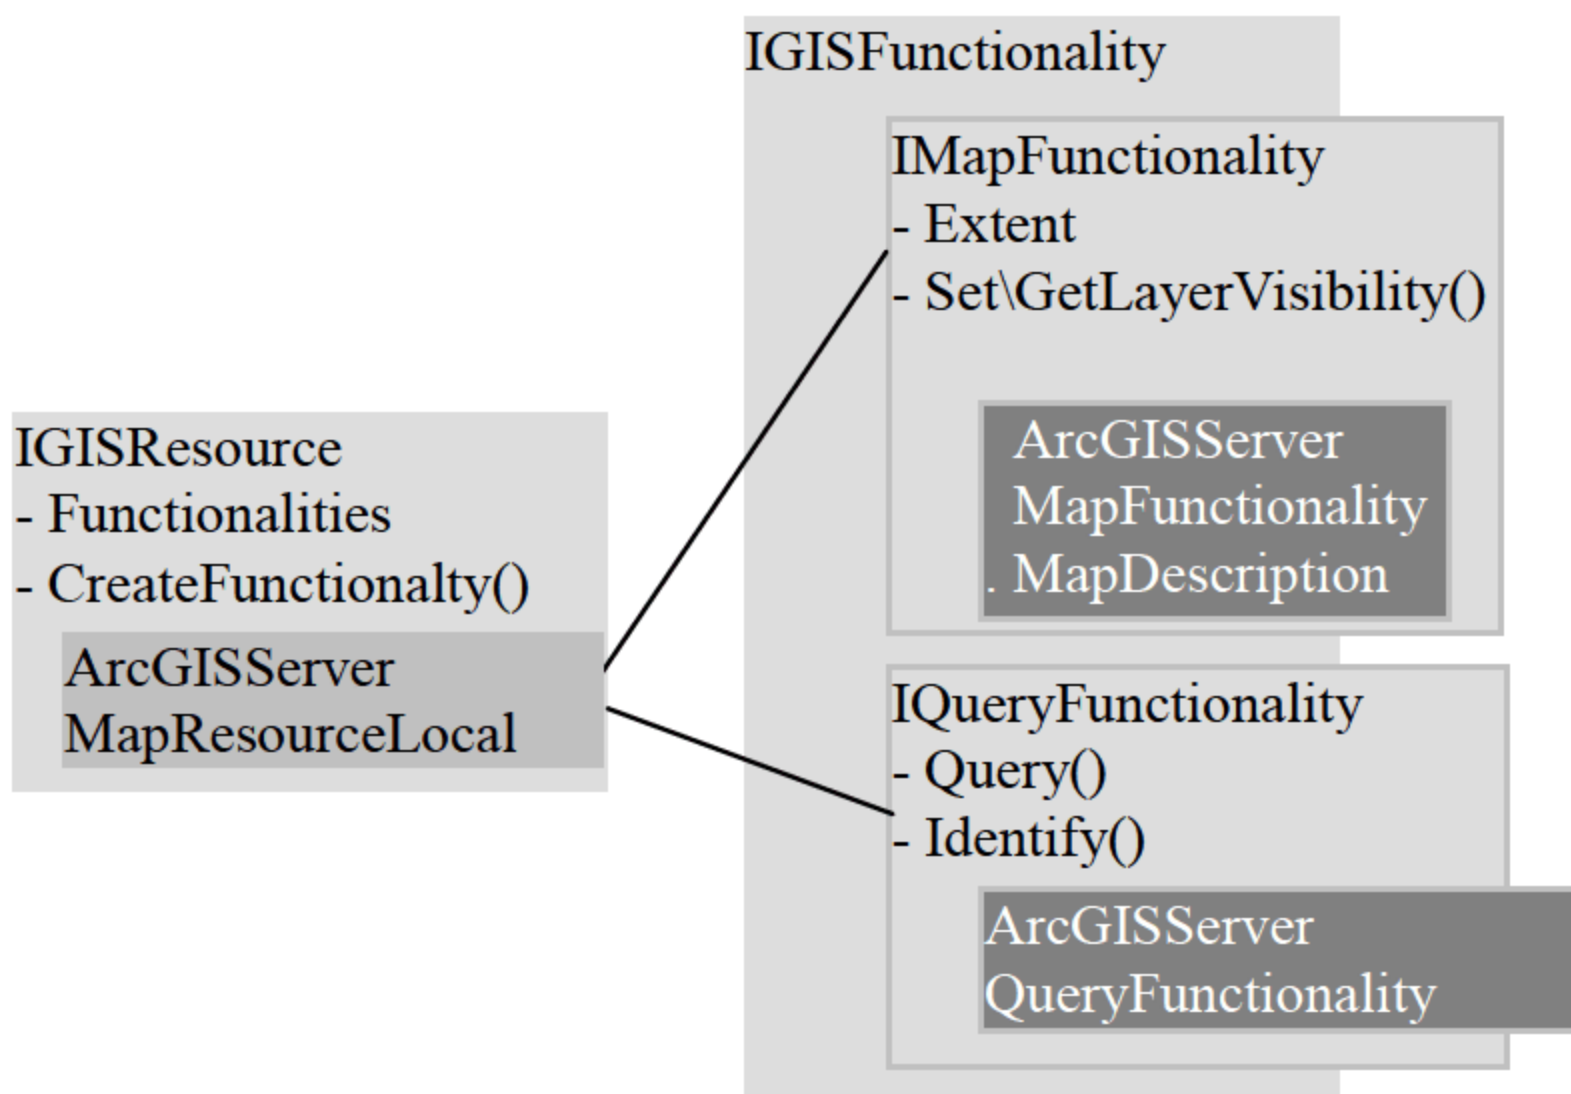 IGISFunctionality
IMapFunctionality
- Extent
- Set\GetLayerVisibility()
ArcGISServer
MapFunctionality
. MapDescription
IGISResource
- Functionalities
- CreateFunctionalty()
ArcGISServer
MapResourceLocal
IQueryFunctionality
- Query()
- Identify()
ArcGISServer
QueryFunctionality